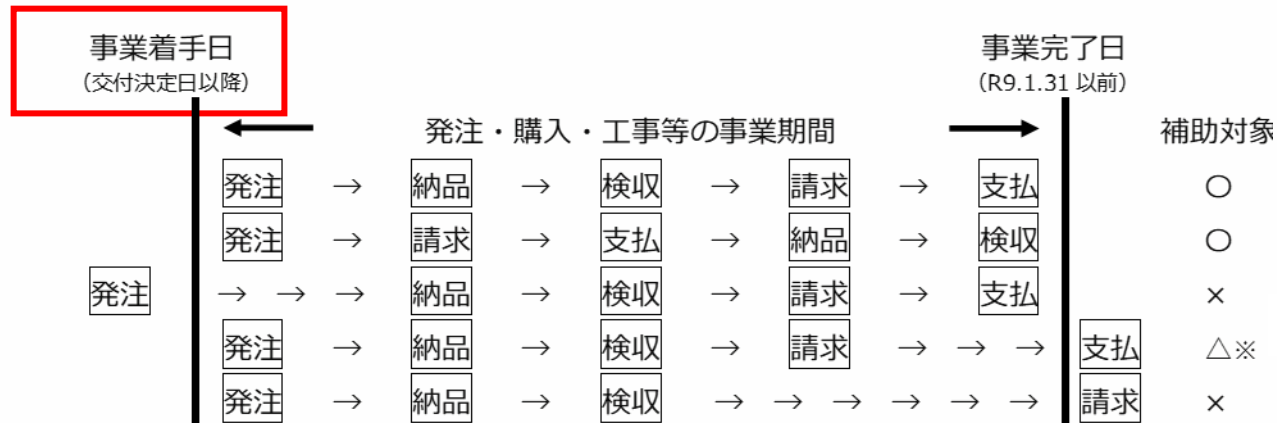 事業着手日 事業完了日
(交付決定日以降) (R9.1.31 以前)
← 発注・購入・工事等の事業期間 → 補助対象
発注 → 納品 → 検収 → 請求 → 支払 ○
発注 → 請求 → 支払 → 納品 → 検収 ○
発注 → → → 納品 → 検収 → 請求 → 支払 ×
発注 → 納品 → 検収 → 請求 → → → 支払 △※
発注 → 納品 → 検収 → → → → → → 請求 ×